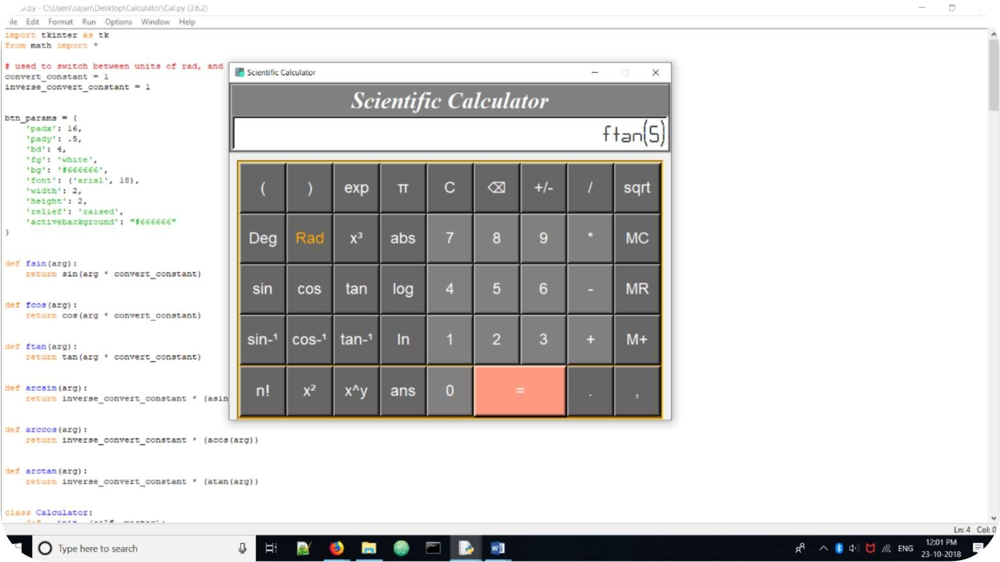 .py - C:\Users\sajan\Desktop\Calculator\Cal.py (3.6.2)
Edit Format Run Options Window Help
import tkinter as tk
from math import *
# used to switch between units of rad, and
convert_constant = 1
inverse_convert_constant = 1
btn_params = {
'padx': 16,
'pady': .5,
'bd': 4,
'fg': 'white',
'bg': '#666666',
'font': ('arial', 18),
'width': 2,
'height': 2,
'relief': 'raised',
'activebackground': "#666666"
}
def fsin(arg):
return sin(arg * convert_constant)
def fcos(arg):
return cos(arg * convert_constant)
def ftan(arg):
return tan(arg * convert_constant)
def arcsin(arg):
return inverse_convert_constant * (asin
def arccos(arg):
return inverse_convert_constant * (acos(arg))
def arctan(arg):
return inverse_convert_constant * (atan(arg))
class Calculator:
Scientific Calculator
Scientific Calculator
ftan(5)
( ) exp π C ⌫ +/- / sqrt
Deg Rad x³ abs 7 8 9 * MC
sin cos tan log 4 5 6 - MR
sin-¹ cos-¹ tan-¹ ln 1 2 3 + M+
n! x² x^y ans 0 = . ,
Ln: 4 Col: 0
Type here to search
ENG
12:01 PM
23-10-2018